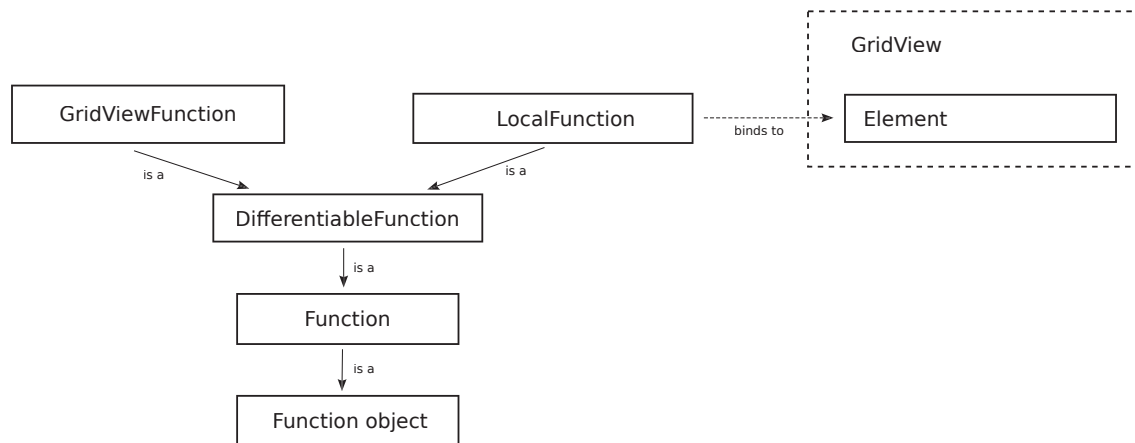 GridView
GridViewFunction
LocalFunction
Element
binds to
is a
is a
DifferentiableFunction
is a
Function
is a
Function object